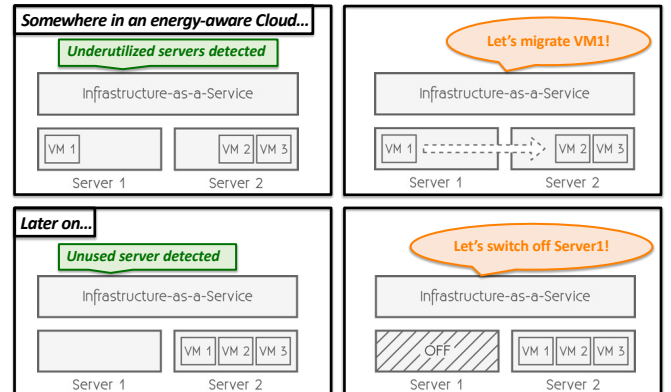 Somewhere in an energy-aware Cloud...
Underutilized servers detected
Infrastructure-as-a-Service
VM 1
VM 2 VM 3
Server 1 Server 2
Let's migrate VM1!
Infrastructure-as-a-Service
VM 1
VM 2 VM 3
Server 1 Server 2
Later on...
Unused server detected
Infrastructure-as-a-Service
VM 1 VM 2 VM 3
Server 1 Server 2
Let's switch off Server1!
Infrastructure-as-a-Service
OFF
VM 1 VM 2 VM 3
Server 1 Server 2